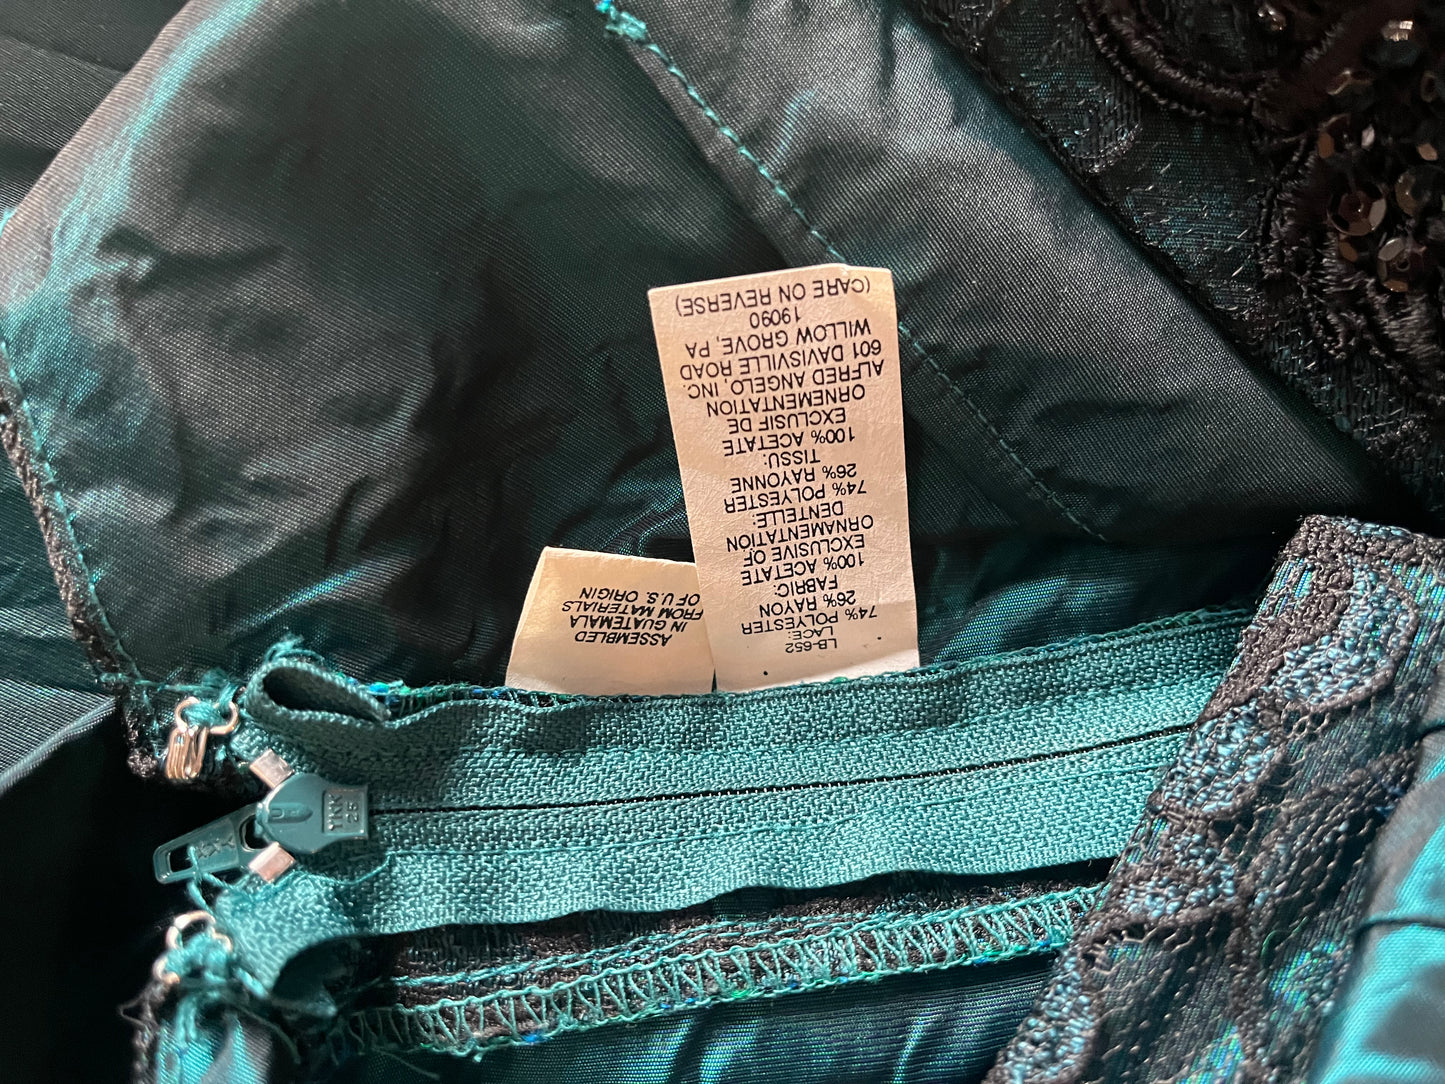 LB-652
LACE:
74% POLYESTER
26% RAYON
FABRIC:
100% ACETATE
EXCLUSIVE OF
ORNAMENTATION
DENTELLE:
74% POLYESTER
26% RAYONNE
TISSU:
100% ACETATE
EXCLUSIF DE
ORNEMENTATION
ALFRED ANGELO, INC.
601 DAVISVILLE ROAD
WILLOW GROVE, PA
19090
(CARE ON REVERSE)
ASSEMBLED
IN GUATEMALA
FROM MATERIALS
OF U.S. ORIGIN